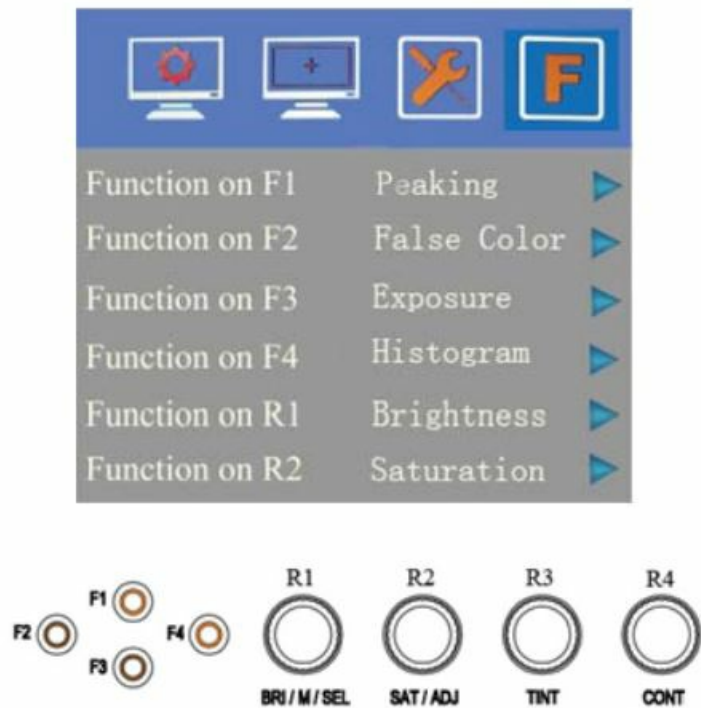 F
Function on F1 Peaking
Function on F2 False Color
Function on F3 Exposure
Function on F4 Histogram
Function on R1 Brightness
Function on R2 Saturation
F1
F2
F3
F4
R1 R2 R3 R4
BRI / M / SEL SAT / ADJ TINT CONT